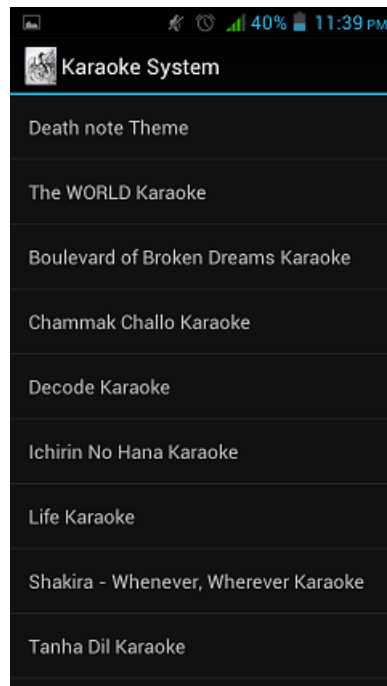 40% 11:39 PM
Karaoke System
Death note Theme
The WORLD Karaoke
Boulevard of Broken Dreams Karaoke
Chammak Challo Karaoke
Decode Karaoke
Ichirin No Hana Karaoke
Life Karaoke
Shakira - Whenever, Wherever Karaoke
Tanha Dil Karaoke